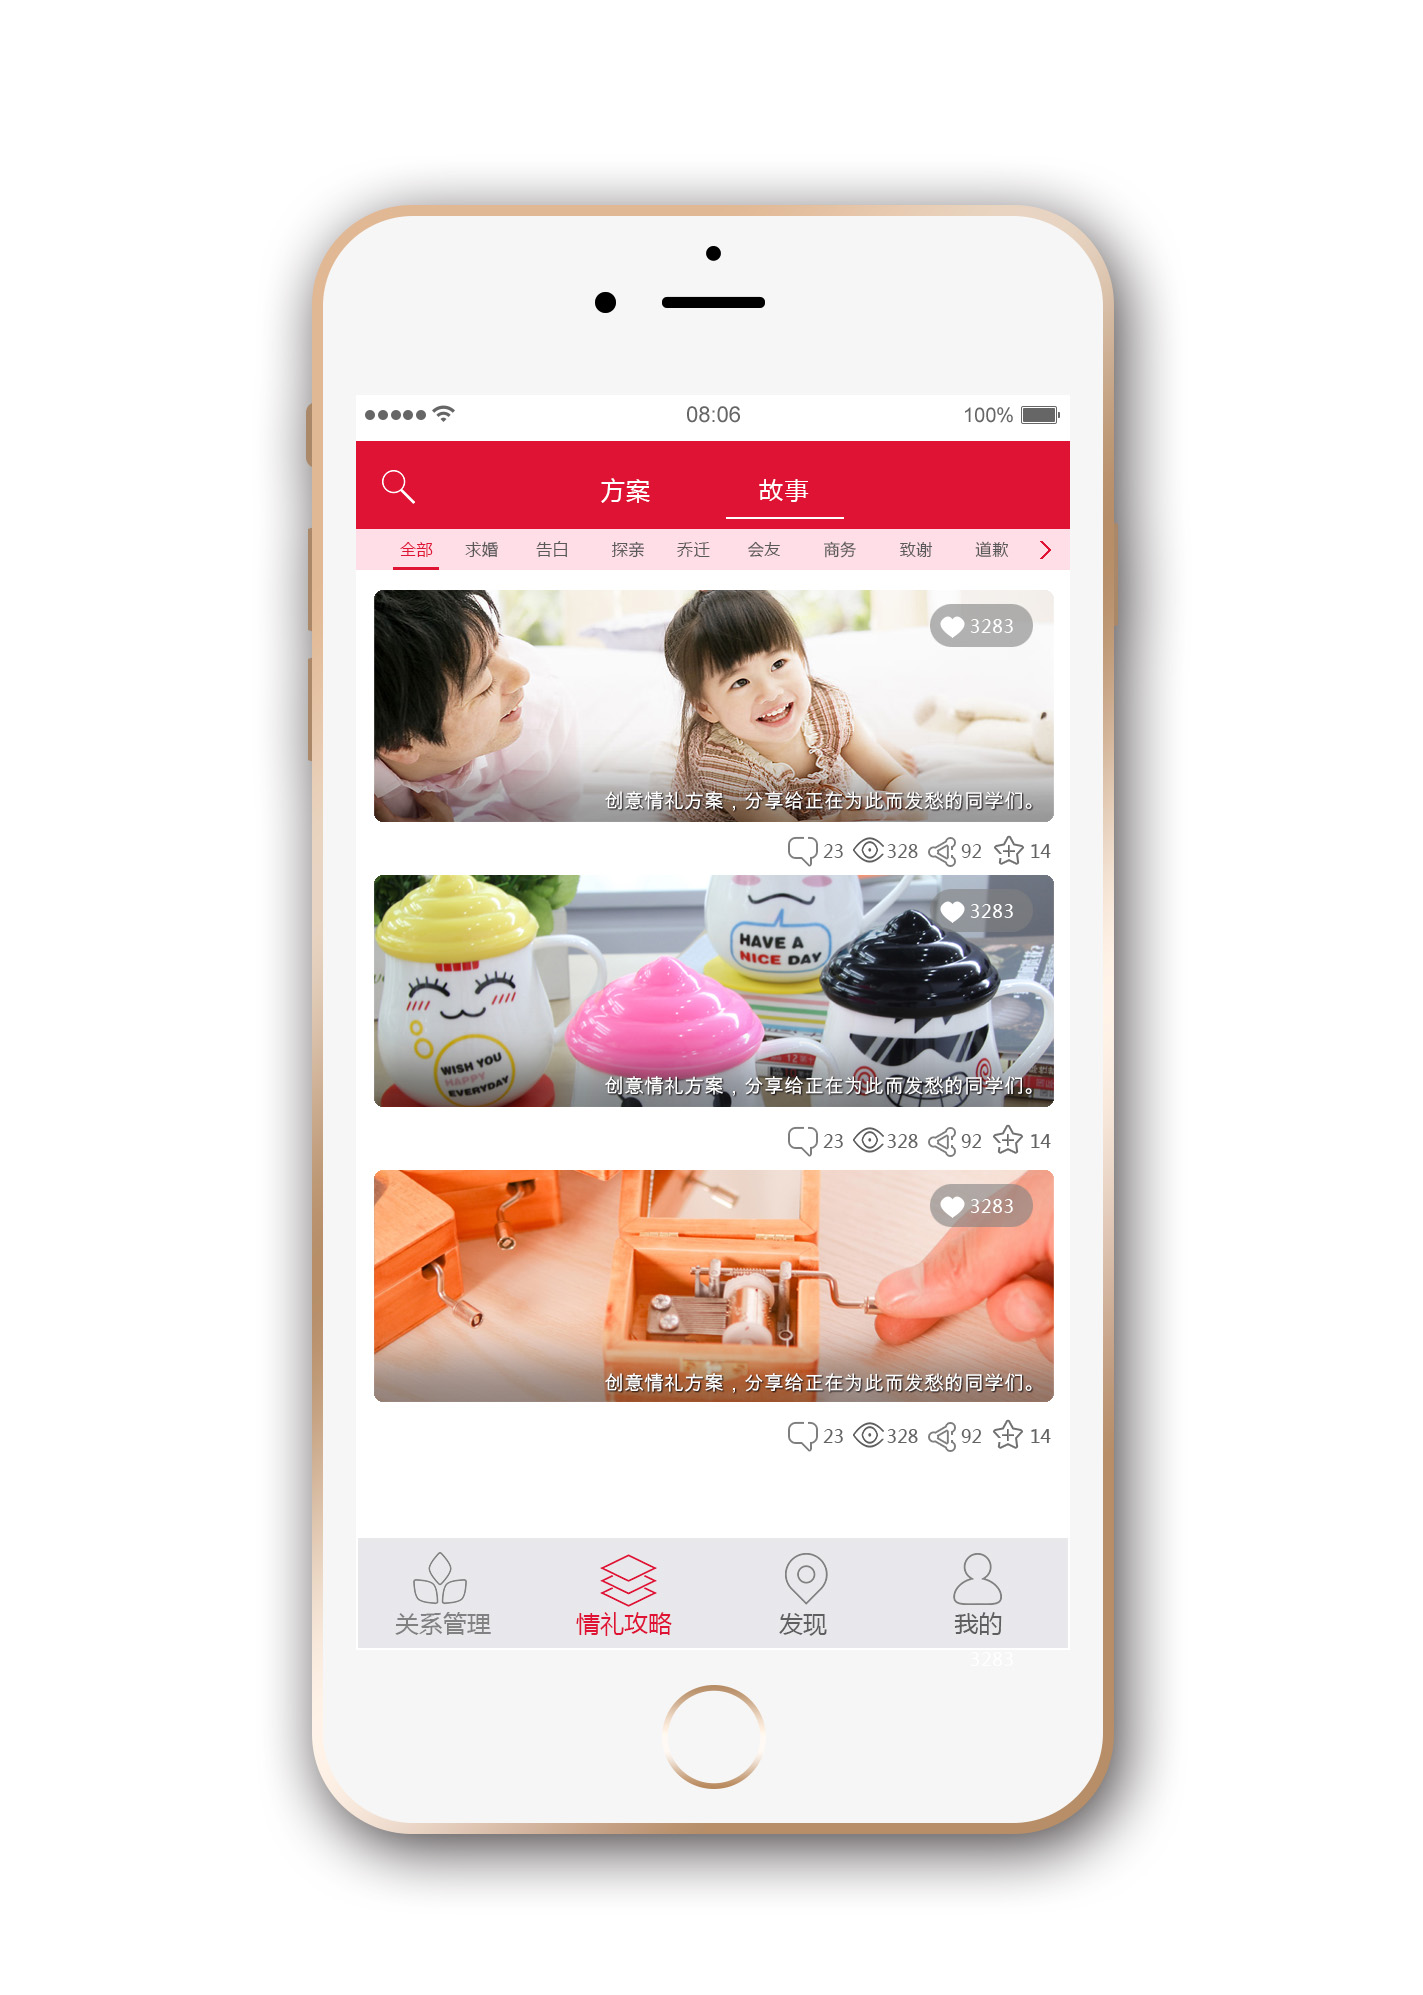 08:06
100%
方案 故事
全部 求婚 告白 探亲 乔迁 会友 商务 致谢 道歉
3283
创意情礼方案，分享给正在为此而发愁的同学们。
23 328 92 14
3283
HAVE A
NICE DAY
WISH YOU
HAPPY
EVERYDAY
创意情礼方案，分享给正在为此而发愁的同学们。
23 328 92 14
3283
创意情礼方案，分享给正在为此而发愁的同学们。
23 328 92 14
关系管理 情礼攻略 发现 我的
3283